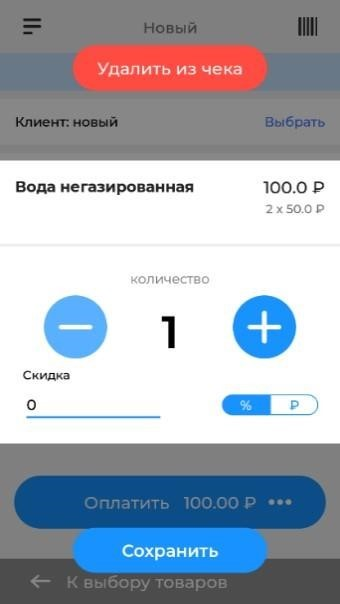 Новый
Удалить из чека
Клиент: новый Выбрать
Вода негазированная 100.0 ₽
2 x 50.0 ₽
количество
1
Скидка
0 % ₽
Оплатить 100.00 ₽ •••
Сохранить
К выбору товаров